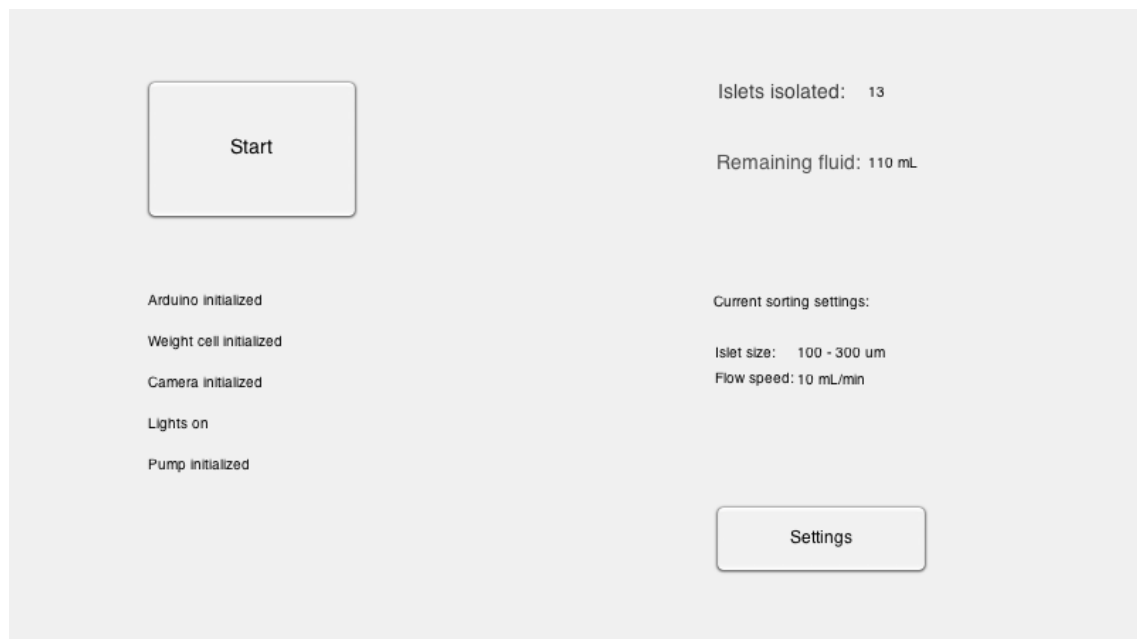 Start
Islets isolated: 13
Remaining fluid: 110 mL
Arduino initialized
Weight cell initialized
Camera initialized
Lights on
Pump initialized
Current sorting settings:
Islet size: 100 - 300 um
Flow speed: 10 mL/min
Settings